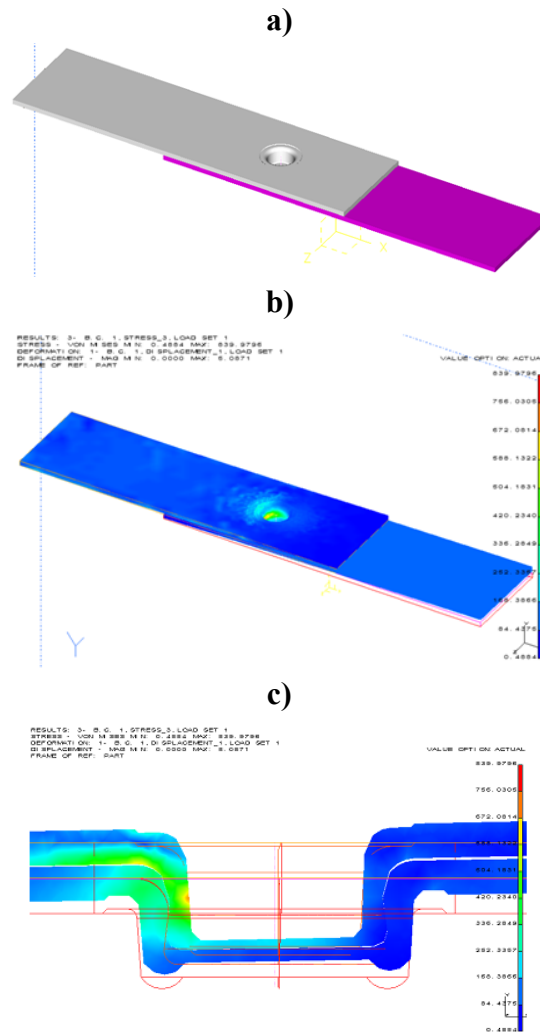 a)
X
Z
b)
RESULTS: 3- B.C. 1, STRESS_3, LOAD SET 1
STRESS - VON MISES MIN: 0.4884 MAX: 839.9796
DEFORMATION: 1- B.C. 1, DISPLACEMENT_1, LOAD SET 1
DISPLACEMENT - MAG MIN: 0.0000 MAX:
FRAME OF REF: PART
VALUE OPTION:ACTUAL
839.9796
756.0305
672.0814
588.1322
504.1831
420.2340
336.2849
252.3357
168.3866
84.4375
0.4884
Y
c)
RESULTS: 3- B.C. 1, STRESS_3, LOAD SET 1
STRESS - VON MISES MIN: 0.4884 MAX: 839.9796
DEFORMATION: 1- B.C. 1, DISPLACEMENT_1, LOAD SET 1
DISPLACEMENT - MAG MIN: 0.0000 MAX:
FRAME OF REF: PART
VALUE OPTION:ACTUAL
839.9796
756.0305
672.0814
588.1322
504.1831
420.2340
336.2849
252.3357
168.3866
84.4375
0.4884